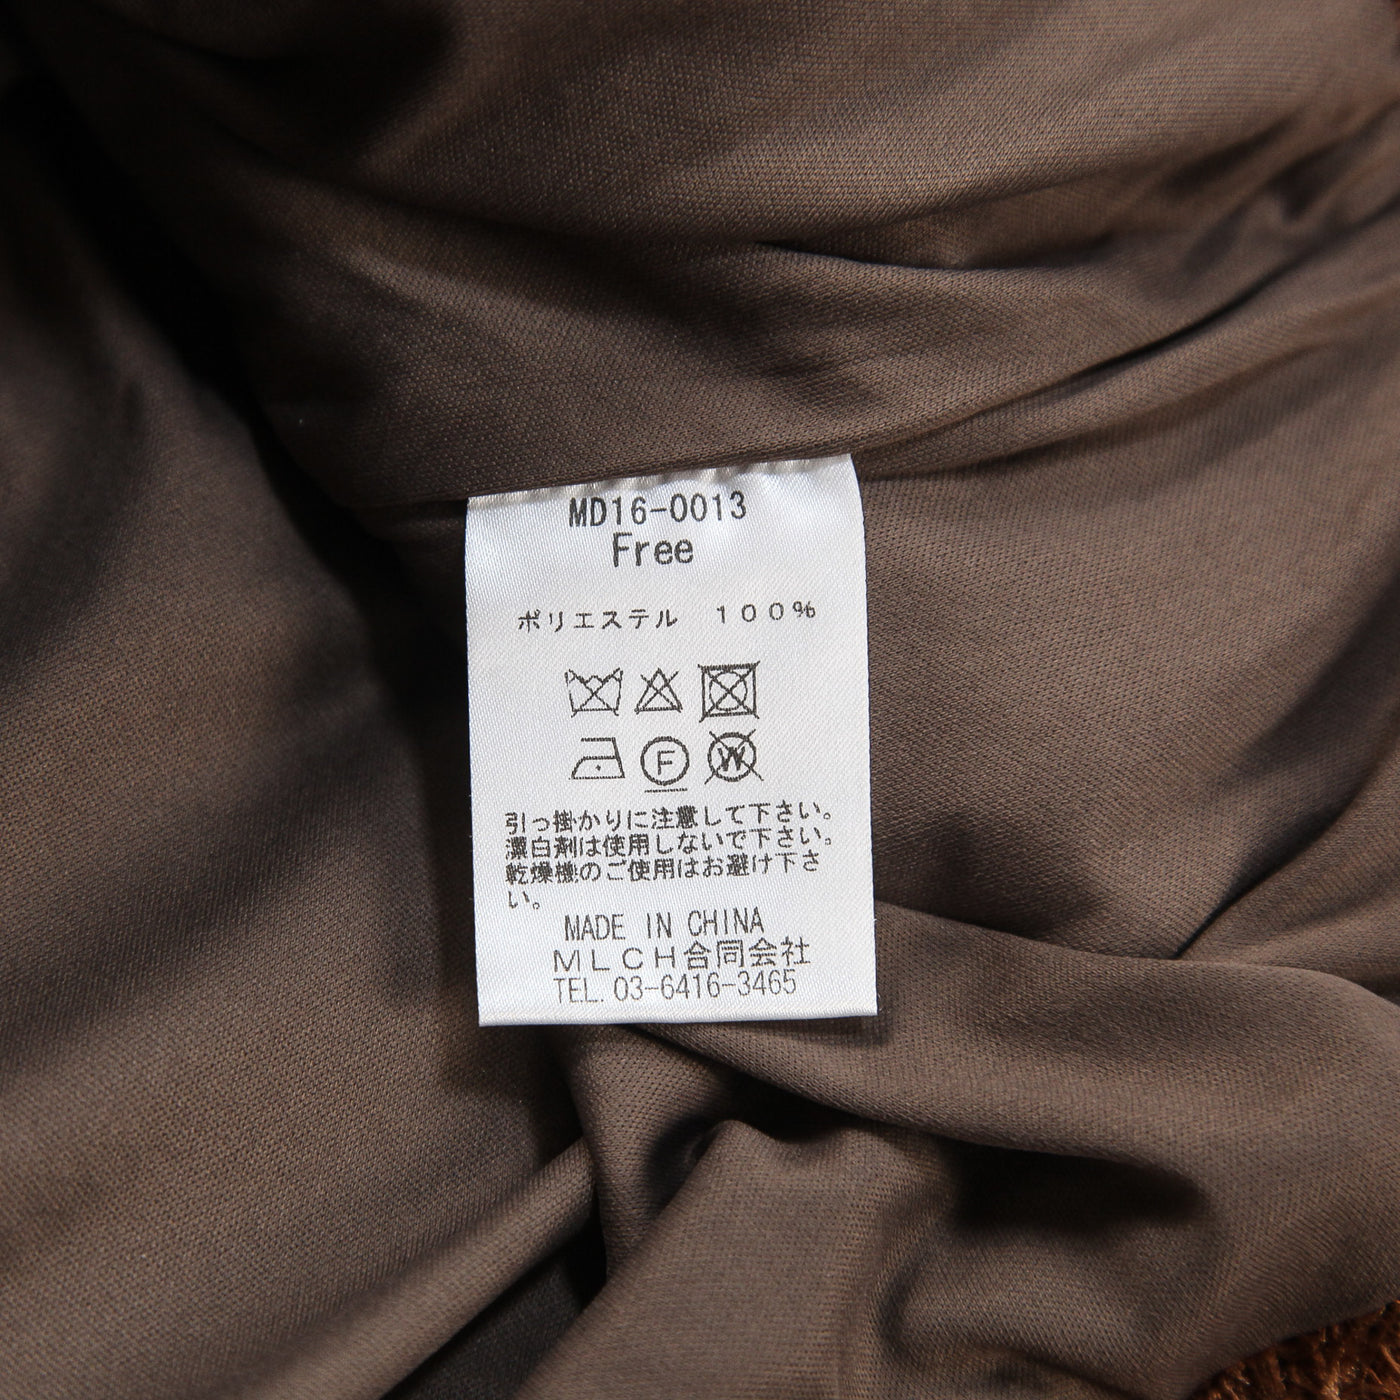 MD16-0013
Free
ポリエステル 100%
F
W
引っ掛かりに注意して下さい。
漂白剤は使用しないで下さい。
乾燥機のご使用はお避け下さ
い。
MADE IN CHINA
MLCH合同会社
TEL. 03-6416-3465